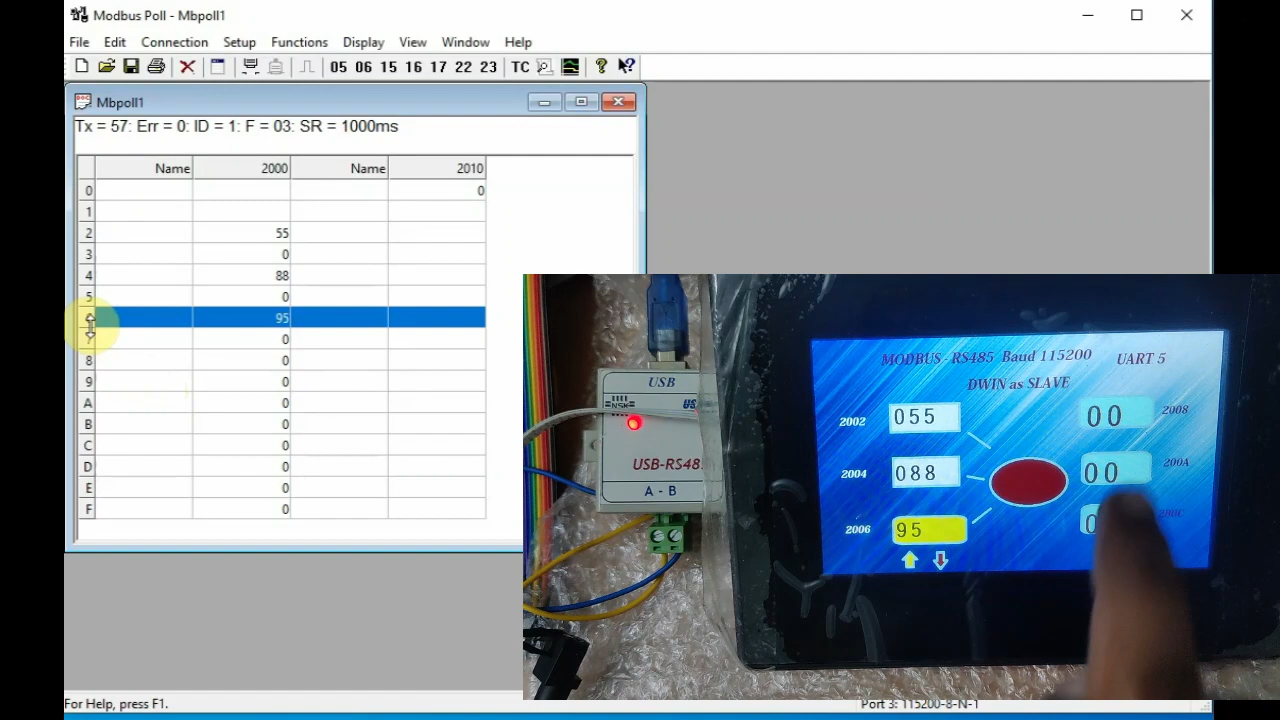 Modbus Poll - Mbpoll1
File Edit Connection Setup Functions Display View Window Help
05 06 15 16 17 22 23 TC
Mbpoll1
Tx = 57: Err = 0: ID = 1: F = 03: SR = 1000ms
Name 2000 Name 2010
0 0
1
2 55
3 0
4 88
5 0
95
7 0
8 0
9 0
A 0
B 0
C 0
D 0
E 0
F 0
USB
USB-RS48
A - B
MODBUS - RS485 Baud 115200 UART 5
DWIN as SLAVE
2002 055 00 2008
2004 088 00 200A
2006 95 0
For Help, press F1.
Port 3: 115200-8-N-1